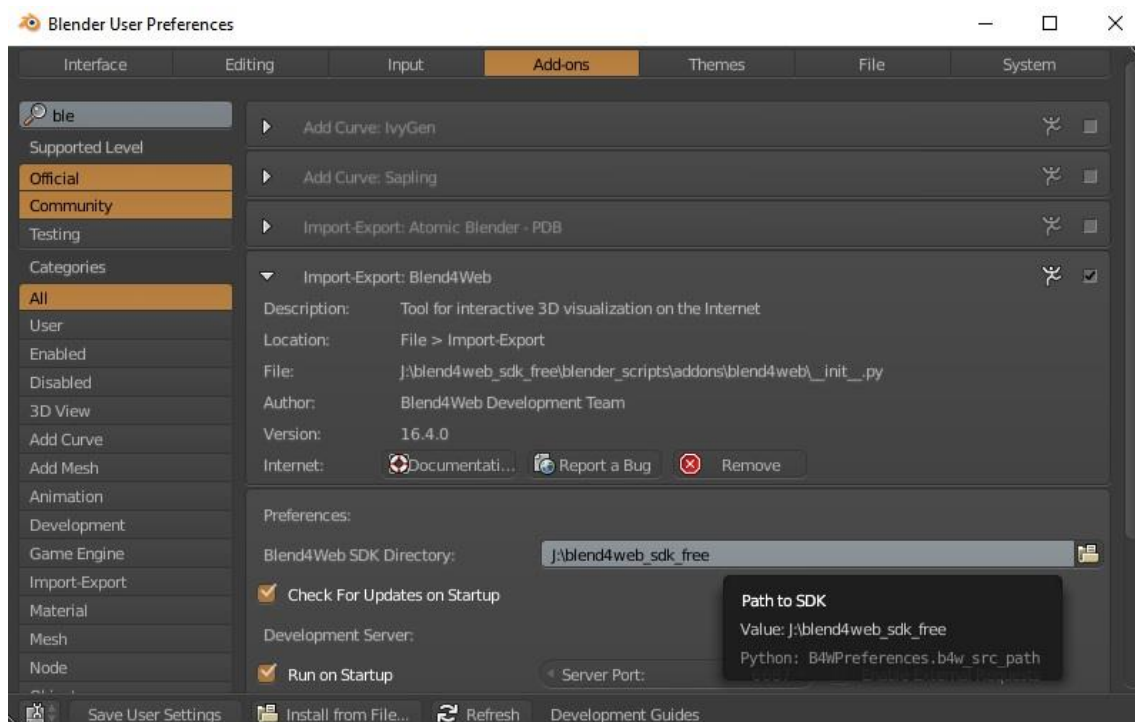 Blender User Preferences
Interface Editing Input Add-ons Themes File System
ble
Supported Level
Official
Community
Testing
Categories
All
User
Enabled
Disabled
3D View
Add Curve
Add Mesh
Animation
Development
Game Engine
Import-Export
Material
Mesh
Node
Add Curve: IvyGen
Add Curve: Sapling
Import-Export: Atomic Blender - PDB
Import-Export: Blend4Web
Description: Tool for interactive 3D visualization on the Internet
Location: File > Import-Export
File: J:\blend4web_sdk_free\blender_scripts\addons\blend4web\__init__.py
Author: Blend4Web Development Team
Version: 16.4.0
Internet: Documentati... Report a Bug Remove
Preferences:
Blend4Web SDK Directory: J:\blend4web_sdk_free
Check For Updates on Startup
Path to SDK
Value: J:\blend4web_sdk_free
Python: B4WPreferences.b4w_src_path
Development Server:
Run on Startup Server Port:
Save User Settings Install from File... Refresh Development Guides